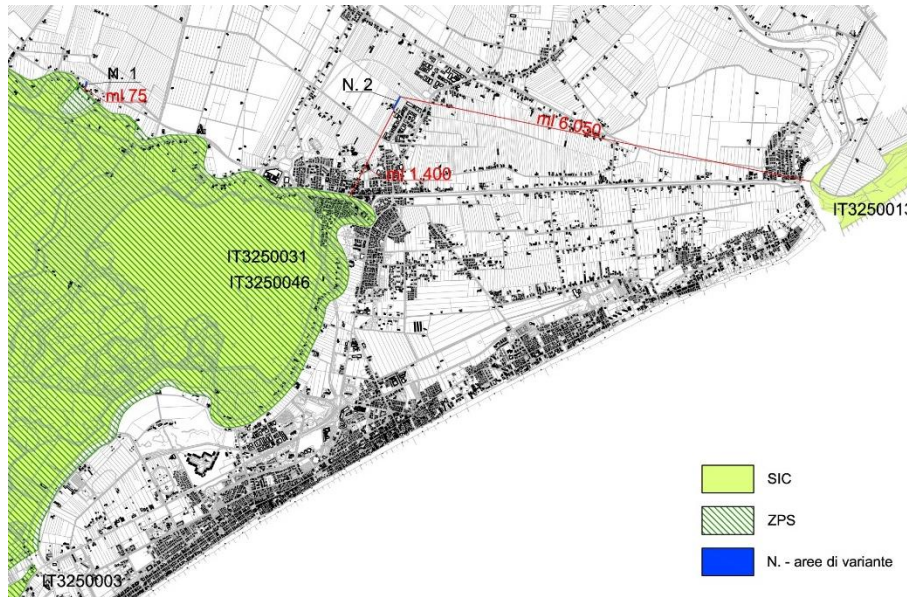 N. 1
ml 75
N. 2
ml 6.050
ml 1.400
IT3250013
IT3250031
IT3250046
IT3250003
SIC
ZPS
N. - aree di variante